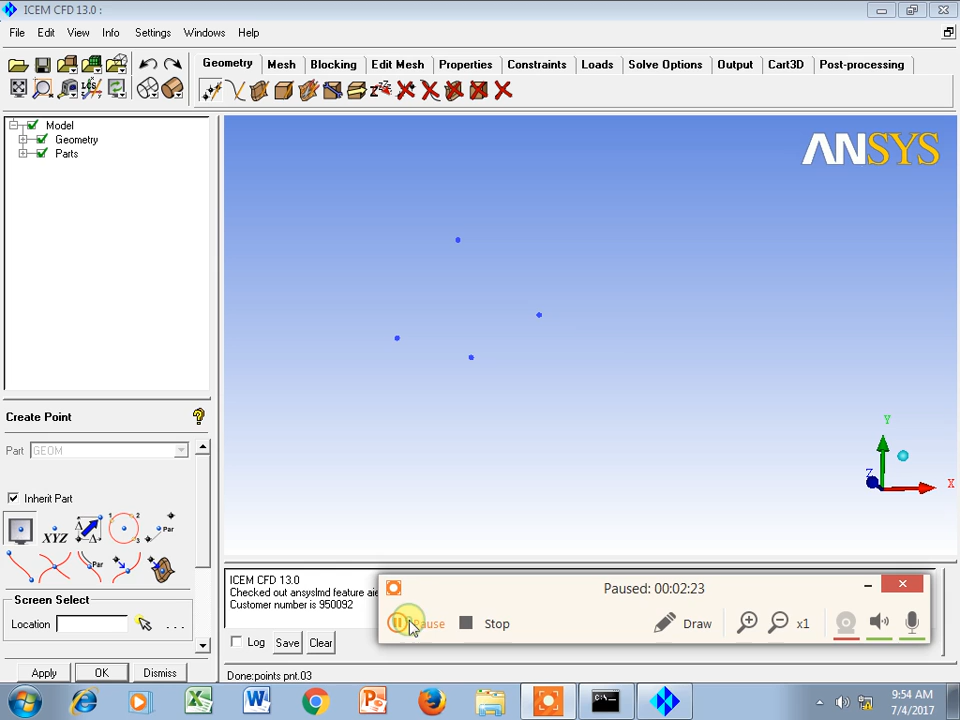 ICEM CFD 13.0 :
File Edit View Info Settings Windows Help
Geometry Mesh Blocking Edit Mesh Properties Constraints Loads Solve Options Output Cart3D Post-processing
LCS
Model
Geometry
Parts
ANSYS
Y
Z
X
Create Point
Part GEOM
Inherit Part
XYZ
Par
Par
Screen Select
Location
ICEM CFD 13.0
Checked out ansyslmd feature aie
Customer number is 950092
Log Save Clear
Paused: 00:02:23
Pause Stop Draw x1
Apply OK Dismiss
Done:points pnt.03
9:54 AM
7/4/2017